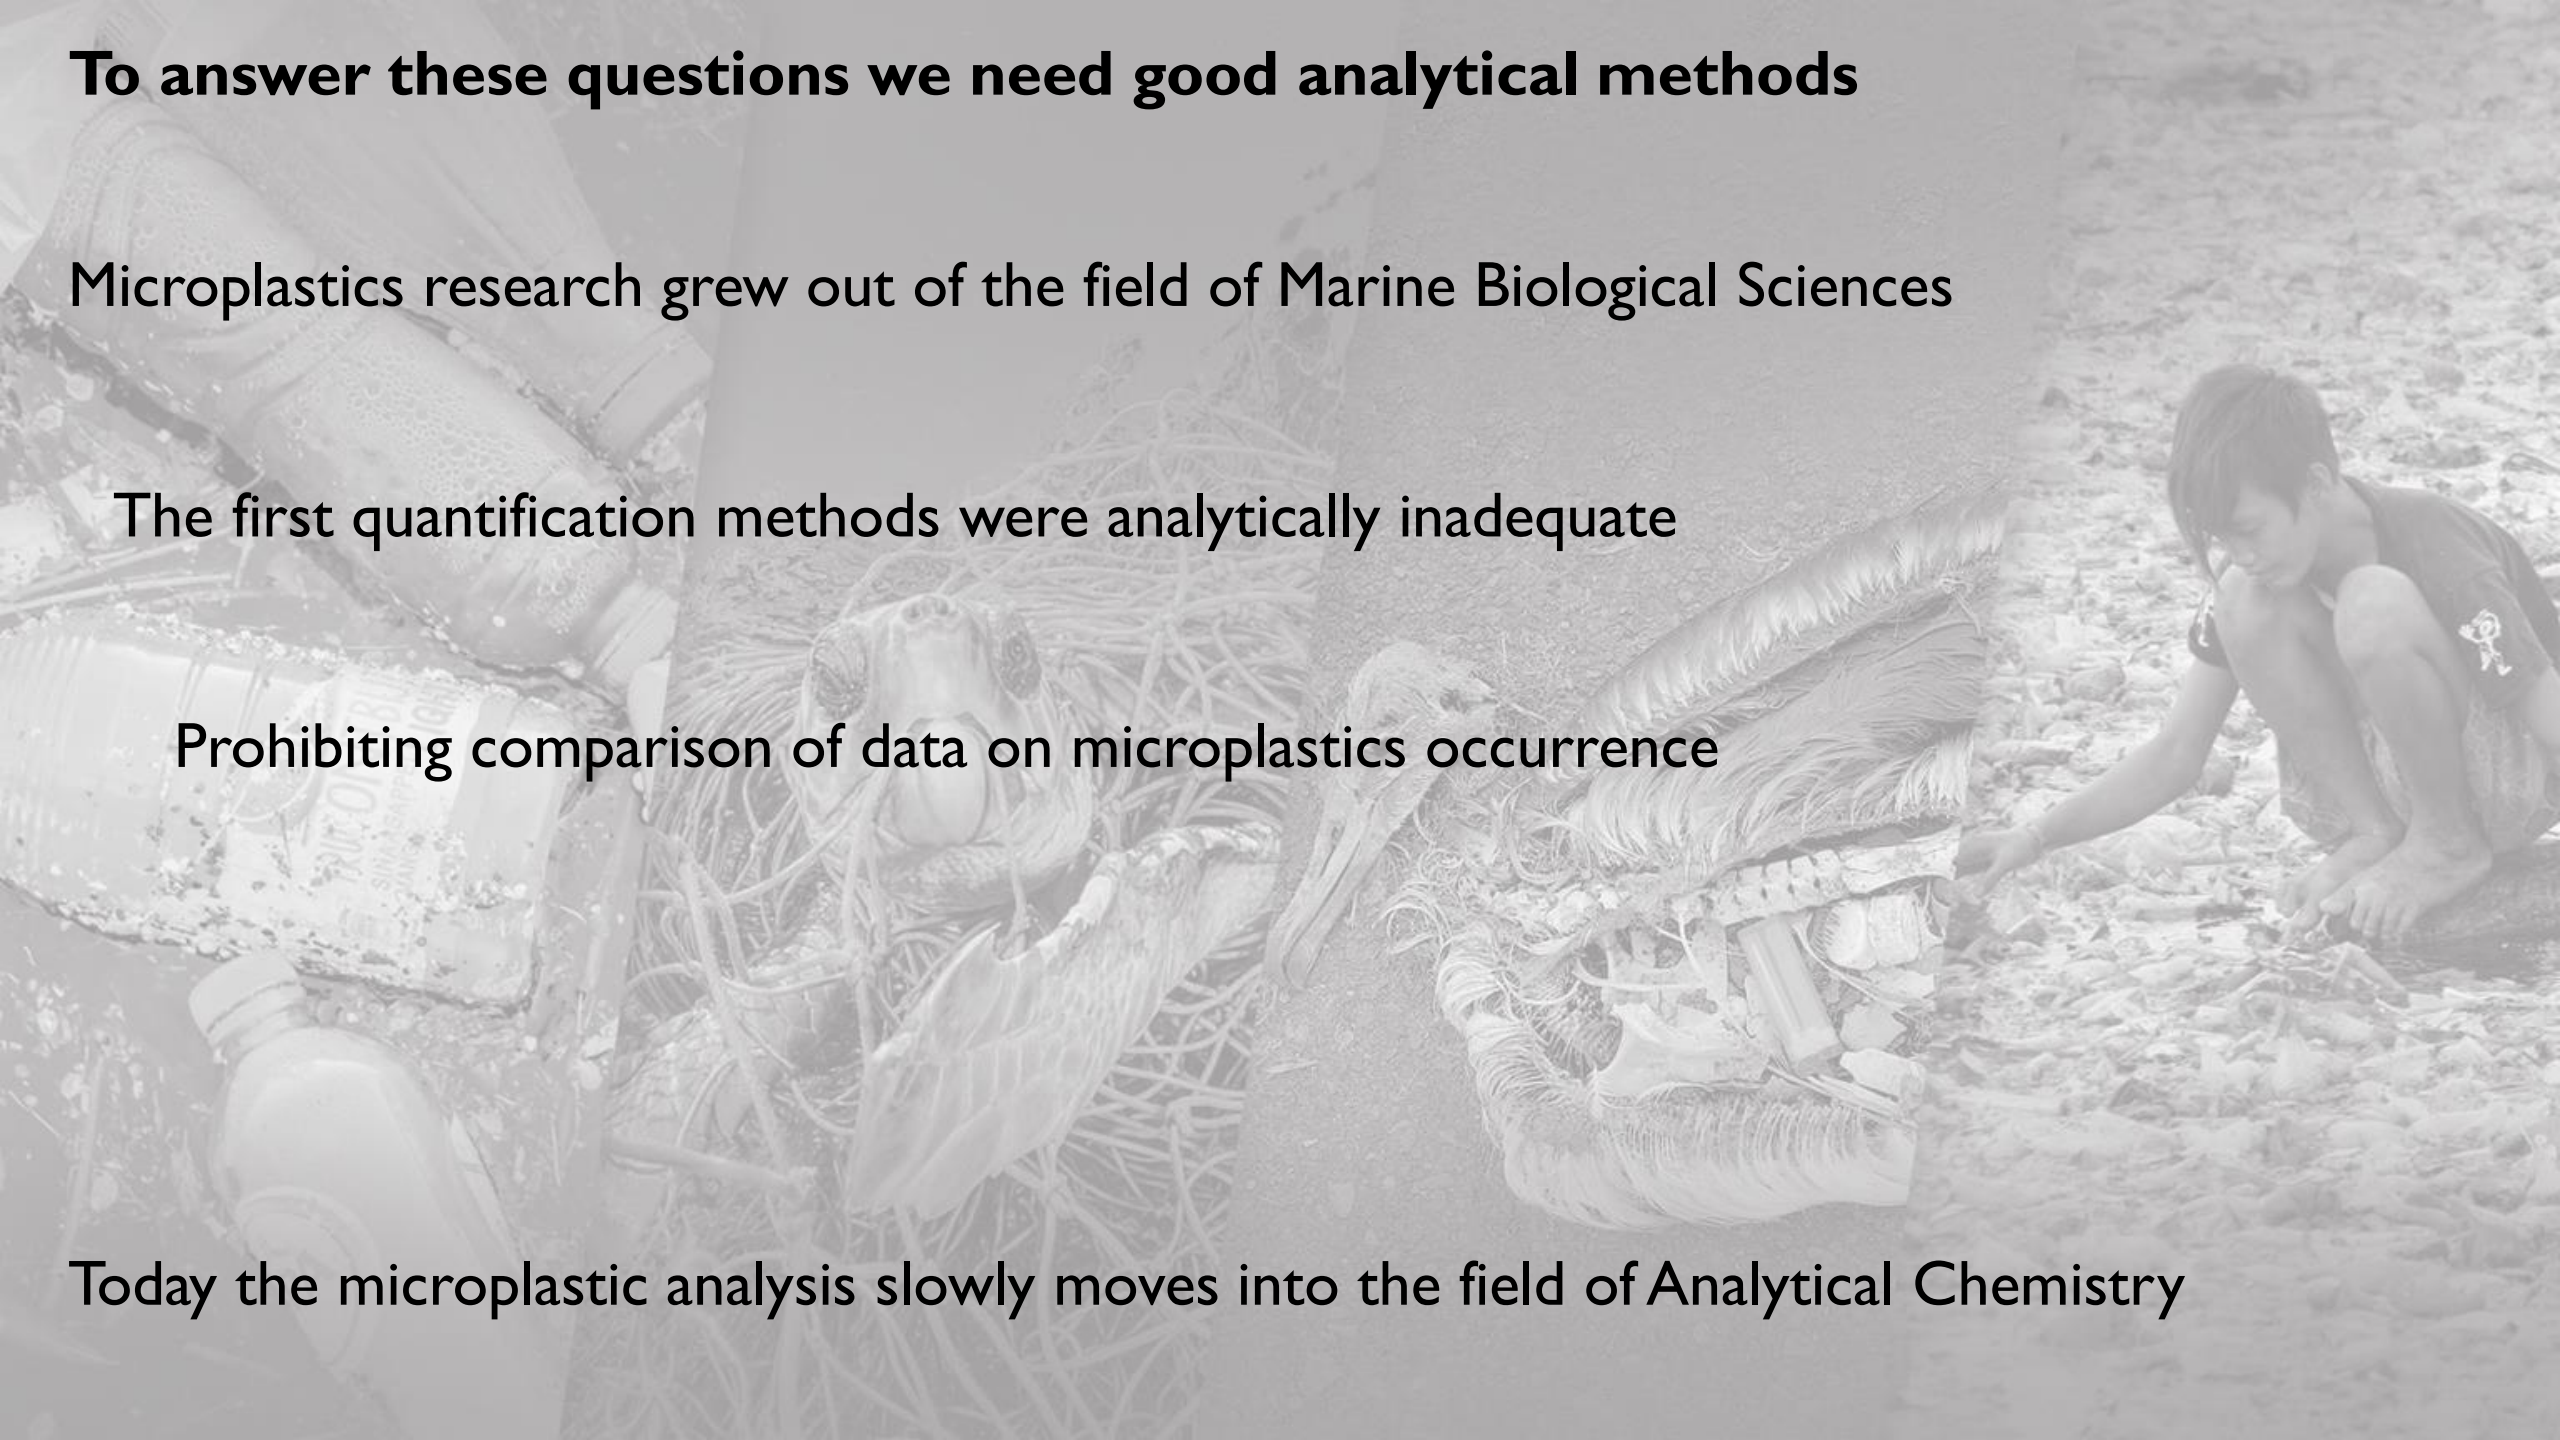 To answer these questions we need good analytical methods
Microplastics research grew out of the field of Marine Biological Sciences
The first quantification methods were analytically inadequate
Prohibiting comparison of data on microplastics occurrence
Today the microplastic analysis slowly moves into the field of Analytical Chemistry